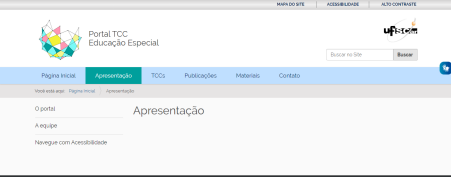 MAPA DO SITE ACESSIBILIDADE ALTO CONTRASTE
Portal TCC
Educação Especial
ufscar
Buscar no Site Buscar
Página Inicial Apresentação TCCs Publicações Materiais Contato
Você está aqui: Página Inicial Apresentação
O portal
Apresentação
A equipe
Navegue com Acessibilidade